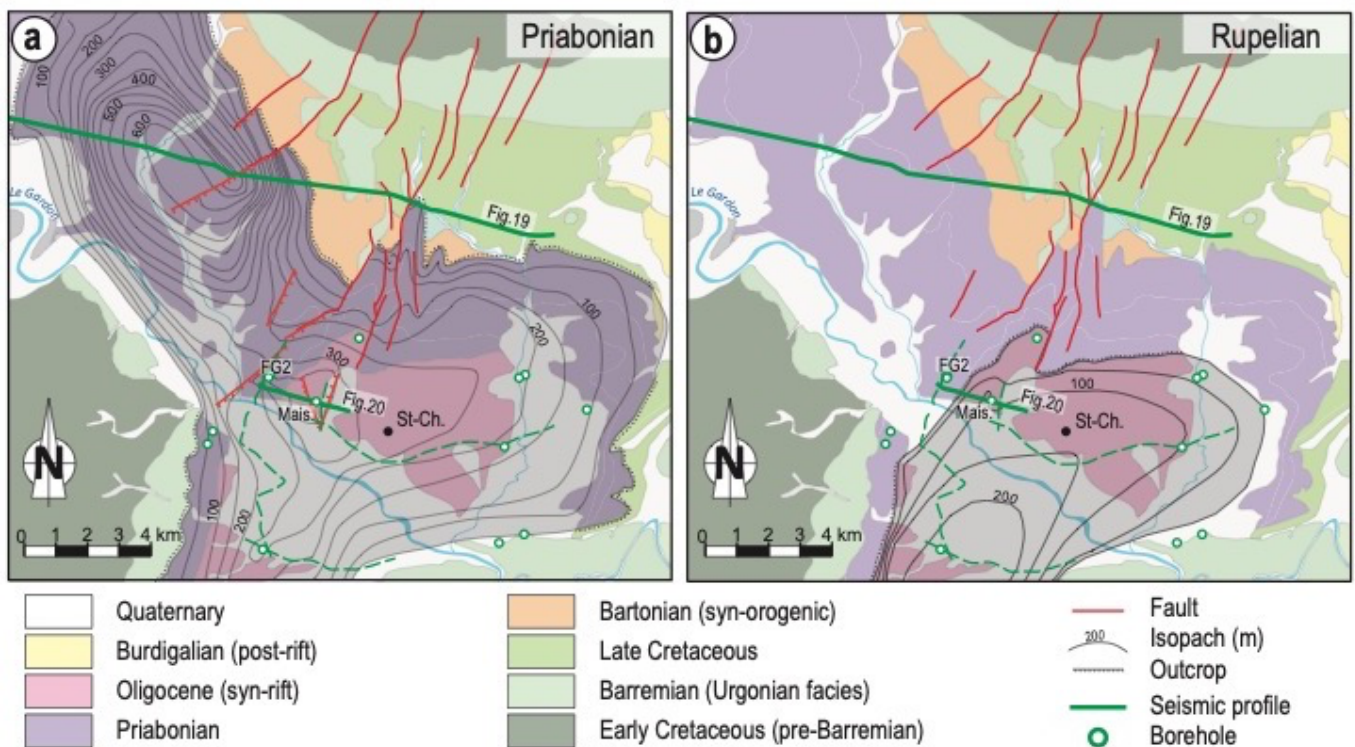 a
Priabonian
100
200
300
400
500
600
Le Gardon
Fig.19
100
200
300
FG2
Mais.
Fig.20
St-Ch.
N
100
200
0 1 2 3 4 km
b
Rupelian
Le Gardon
Fig.19
FG2
100
Mais.
Fig.20
St-Ch.
N
200
0 1 2 3 4 km
Quaternary
Burdigalian (post-rift)
Oligocene (syn-rift)
Priabonian
Bartonian (syn-orogenic)
Late Cretaceous
Barremian (Urgonian facies)
Early Cretaceous (pre-Barremian)
Fault
200
Isopach (m)
Outcrop
Seismic profile
Borehole